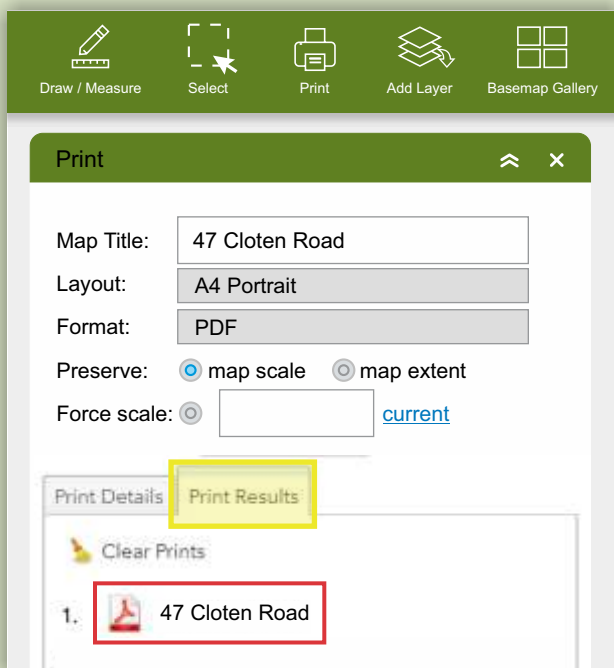 Draw / Measure Select Print Add Layer Basemap Gallery
Print
Map Title: 47 Cloten Road
Layout: A4 Portrait
Format: PDF
Preserve: map scale map extent
Force scale: current
Print Details Print Results
Clear Prints
1. 47 Cloten Road